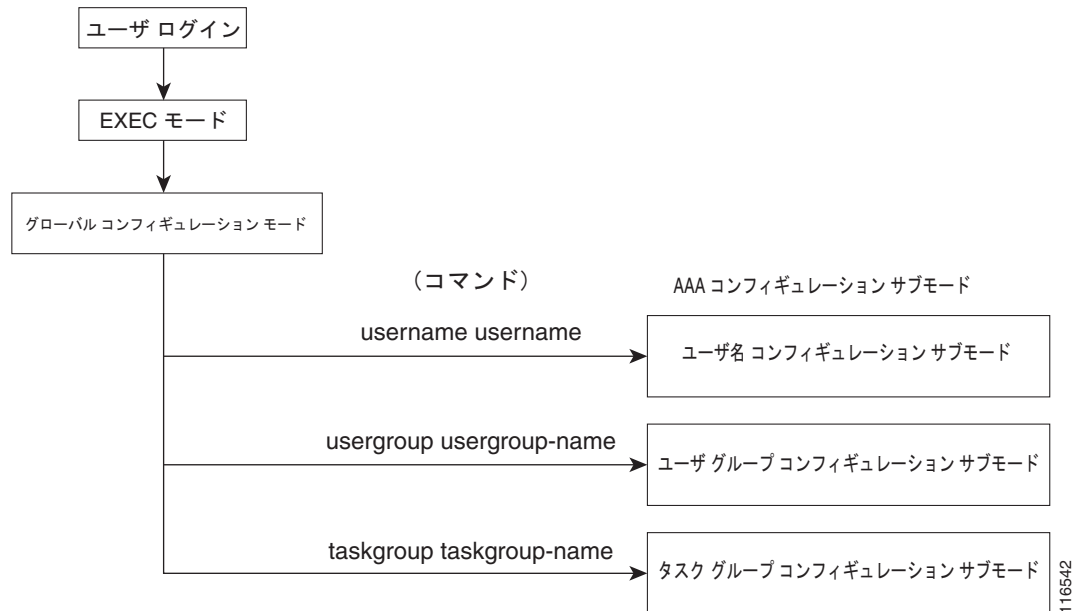 ユーザ ログイン
EXEC モード
グローバル コンフィギュレーション モード
（コマンド）
AAA コンフィギュレーション サブモード
username username
ユーザ名 コンフィギュレーション サブモード
usergroup usergroup-name
ユーザ グループ コンフィギュレーション サブモード
taskgroup taskgroup-name
タスク グループ コンフィギュレーション サブモード
116542